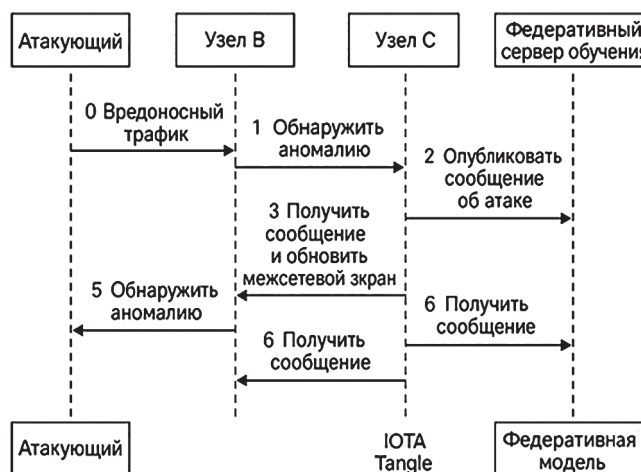 Атакующий
Узел В
Узел С
Федеративный
сервер обучения
0 Вредоносный
трафик
1 Обнаружить
аномалию
2 Опубликовать
сообщение
об атаке
3 Получить
сообщение
и обновить
межсетевой зкран
5 Обнаружить
аномалию
6 Получить
сообщение
6 Получить
сообщение
Атакующий
IOTA
Tangle
Федеративная
модель